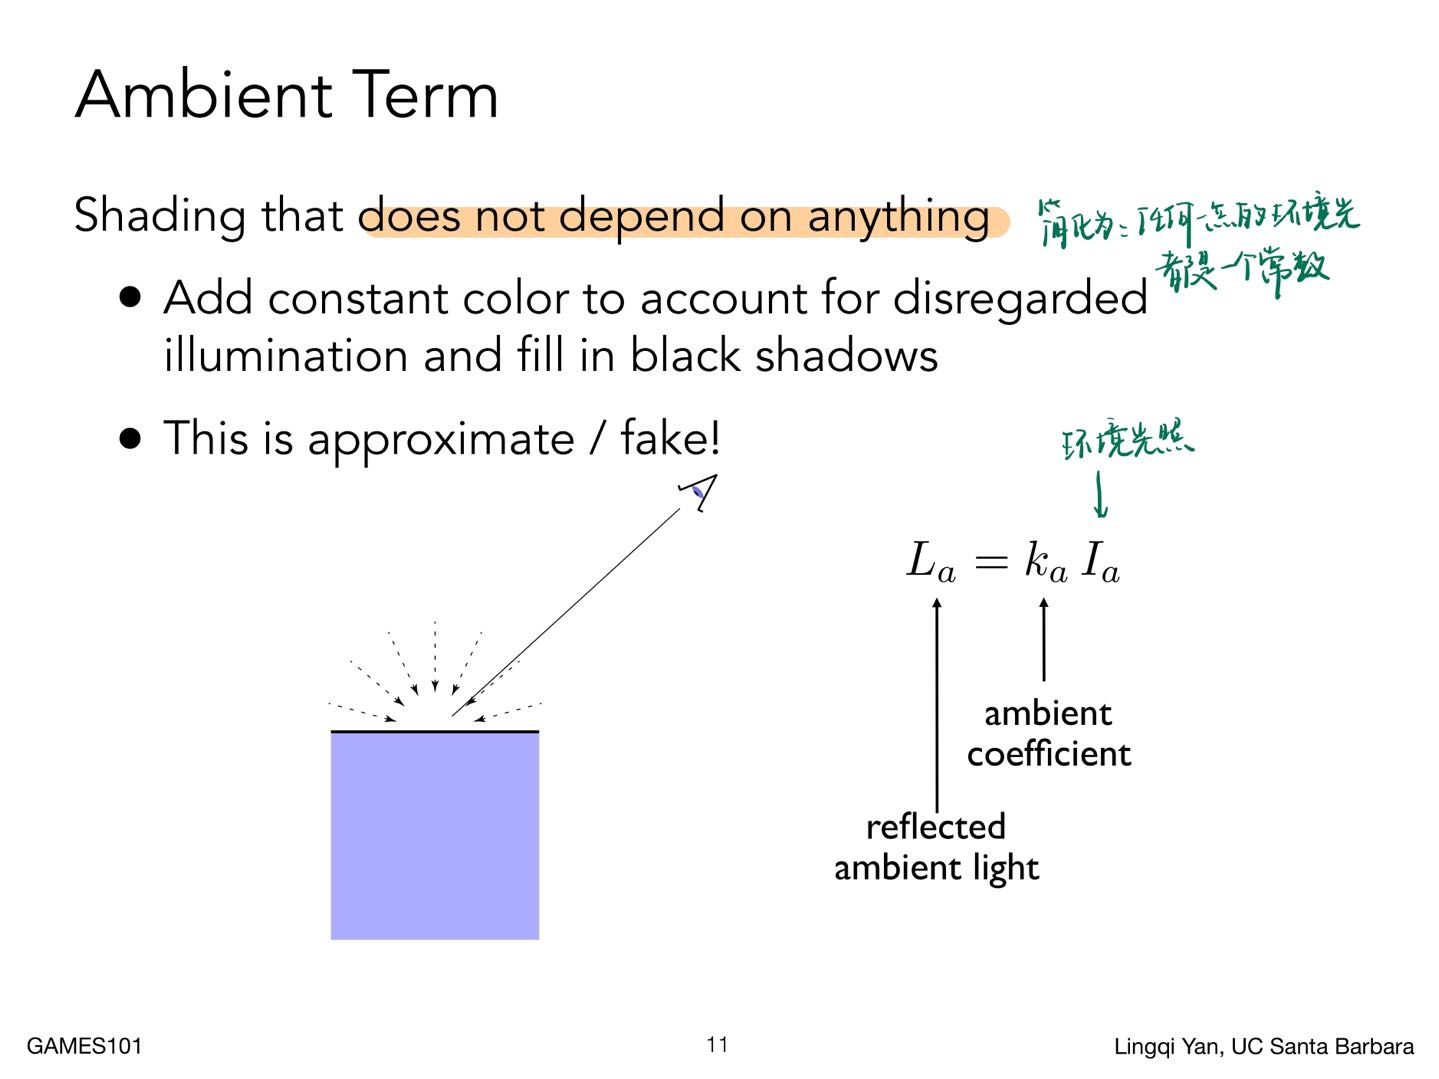 Ambient Term
Shading that does not depend on anything
简化为：任何一点的环境光
都是一个常数
• Add constant color to account for disregarded
illumination and fill in black shadows
• This is approximate / fake!
环境光照
L_a = k_a I_a
ambient
coefficient
reflected
ambient light
GAMES101
11
Lingqi Yan, UC Santa Barbara